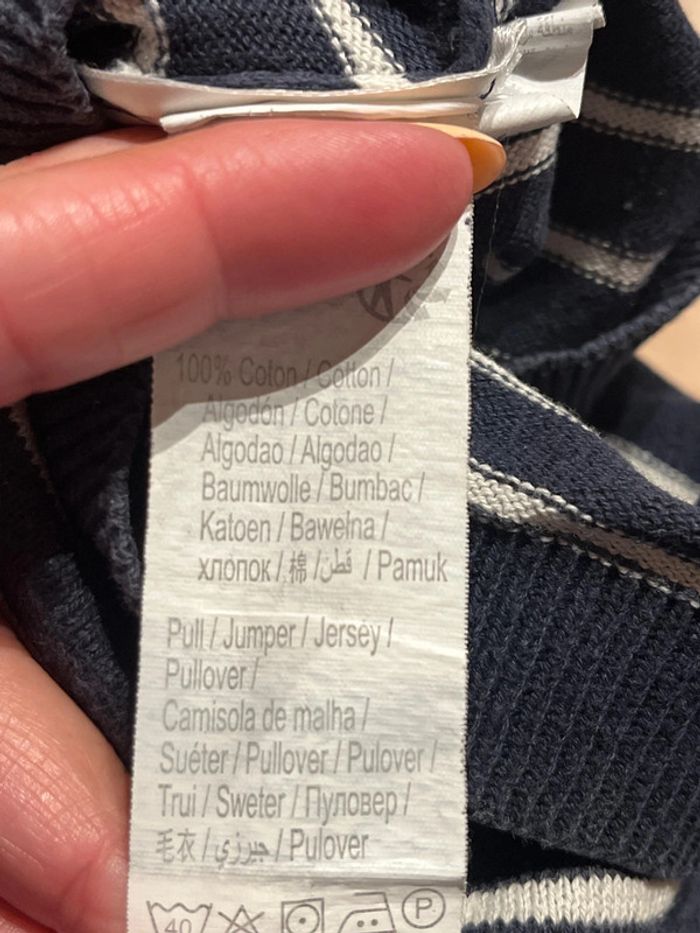 100% Coton / Cotton /
Algodón / Cotone /
Algodao / Algodao /
Baumwolle / Bumbac /
Katoen / Bawełna /
хлопок / 棉 / قطن / Pamuk
Pull / Jumper / Jersey /
Pullover /
Camisola de malha /
Suéter / Pullover / Pulover /
Trui / Sweter / Пуловер /
毛衣 / جيرزي / Pulover
40 P